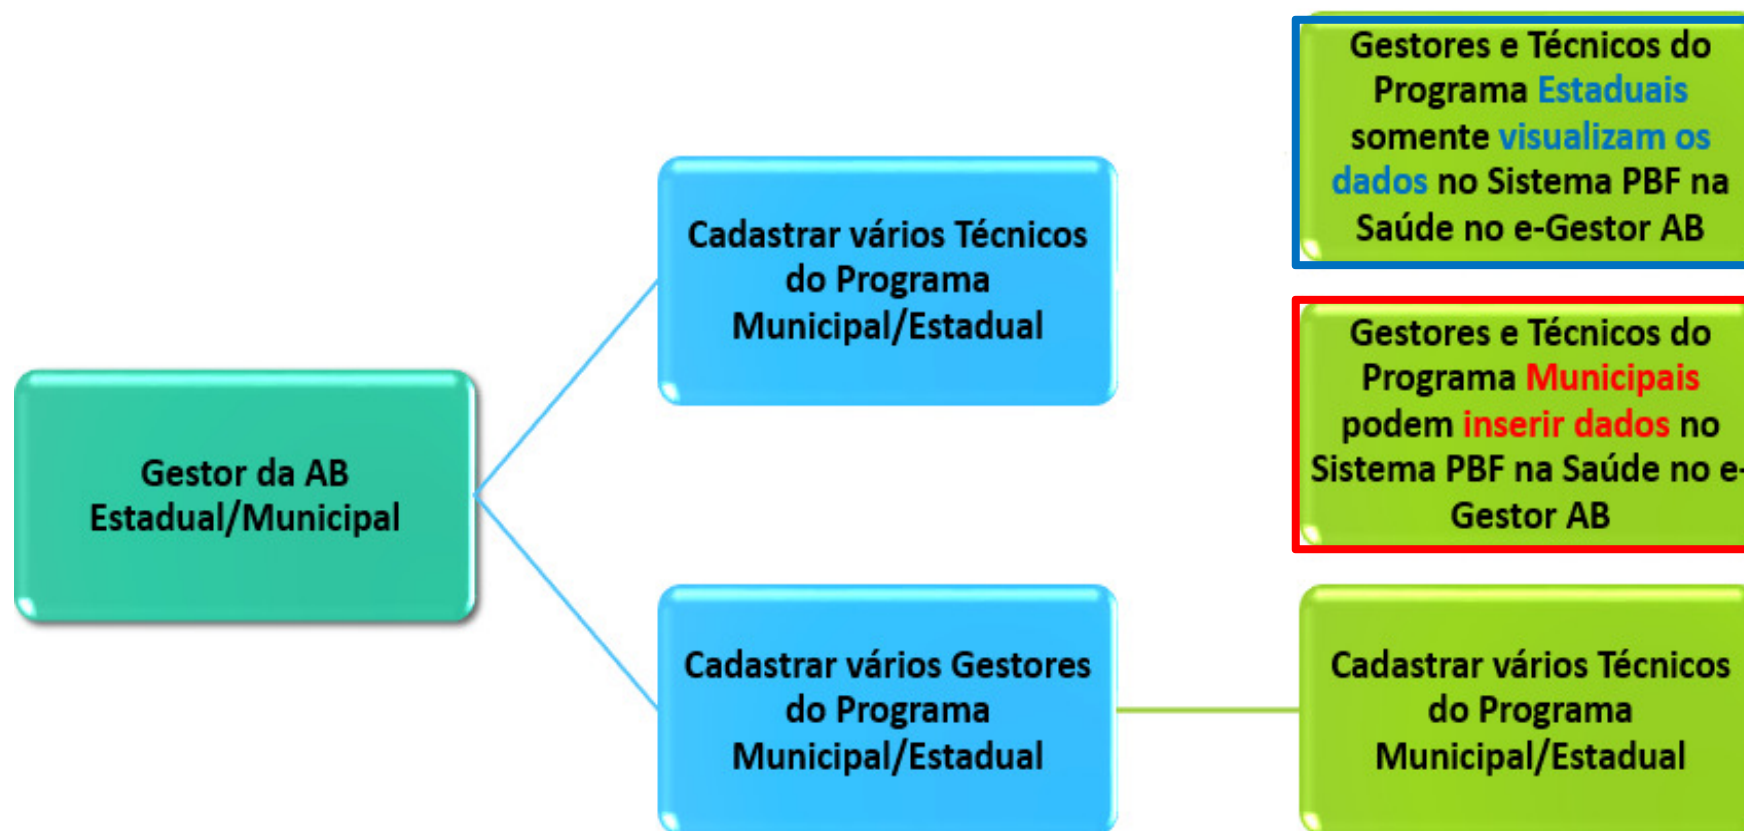 Gestor da AB
Estadual/Municipal
Cadastrar vários Técnicos
do Programa
Municipal/Estadual
Cadastrar vários Gestores
do Programa
Municipal/Estadual
Gestores e Técnicos do
Programa Estaduais
somente visualizam os
dados no Sistema PBF na
Saúde no e-Gestor AB
Gestores e Técnicos do
Programa Municipais
podem inserir dados no
Sistema PBF na Saúde no e-
Gestor AB
Cadastrar vários Técnicos
do Programa
Municipal/Estadual